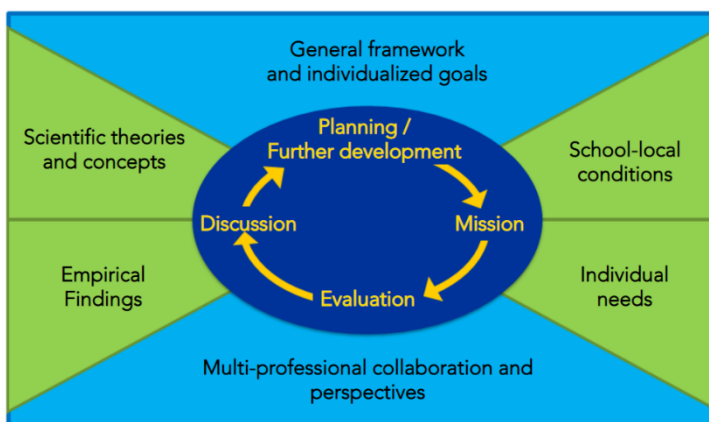 General framework
and individualized goals
Scientific theories
and concepts
Planning /
Further development
School-local
conditions
Discussion
Mission
Empirical
Findings
Evaluation
Individual
needs
Multi-professional collaboration and
perspectives